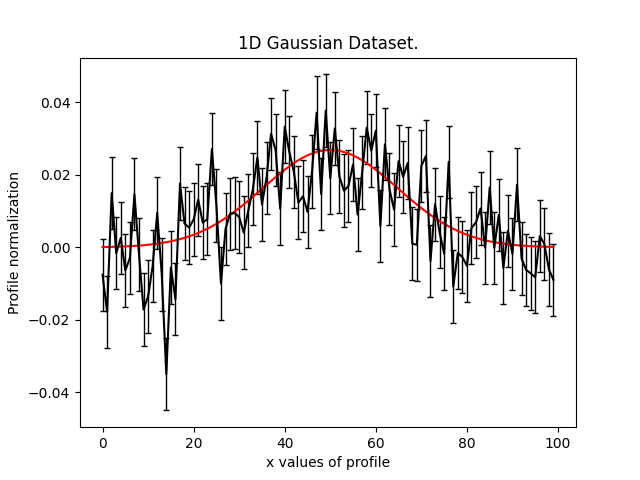 1D Gaussian Dataset.
Profile normalization
0.04
0.02
0.00
−0.02
−0.04
0 20 40 60 80 100
x values of profile